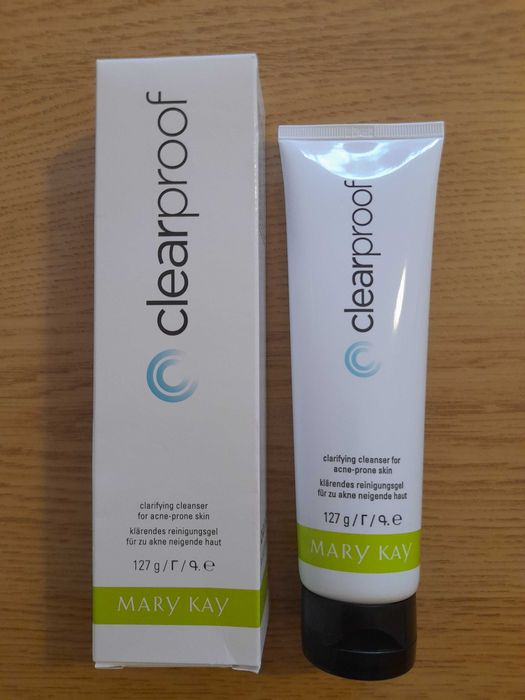 clearproof
clarifying cleanser
for acne-prone skin
klärendes reinigungsgel
für zu akne neigende haut
127 g / Г / գ. ℮
MARY KAY
clearproof
clarifying cleanser for
acne-prone skin
klärendes reinigungsgel
für zu akne neigende haut
127 g / Г / գ. ℮
MARY KAY